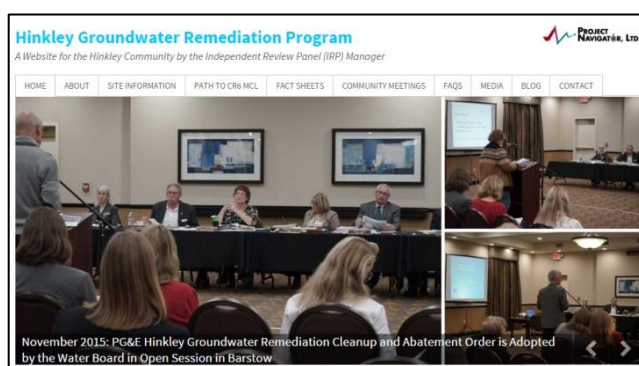 Hinkley Groundwater Remediation Program
A Website for the Hinkley Community by the Independent Review Panel (IRP) Manager
PROJECT
NAVIGATOR, LTD.
HOME ABOUT SITE INFORMATION PATH TO CR6 MCL FACT SHEETS COMMUNITY MEETINGS FAQS MEDIA BLOG CONTACT
November 2015: PG&E Hinkley Groundwater Remediation Cleanup and Abatement Order is Adopted
by the Water Board in Open Session in Barstow